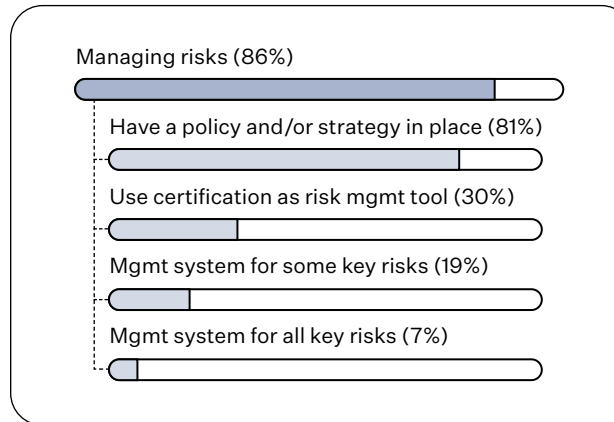 Managing risks (86%)
Have a policy and/or strategy in place (81%)
Use certification as risk mgmt tool (30%)
Mgmt system for some key risks (19%)
Mgmt system for all key risks (7%)